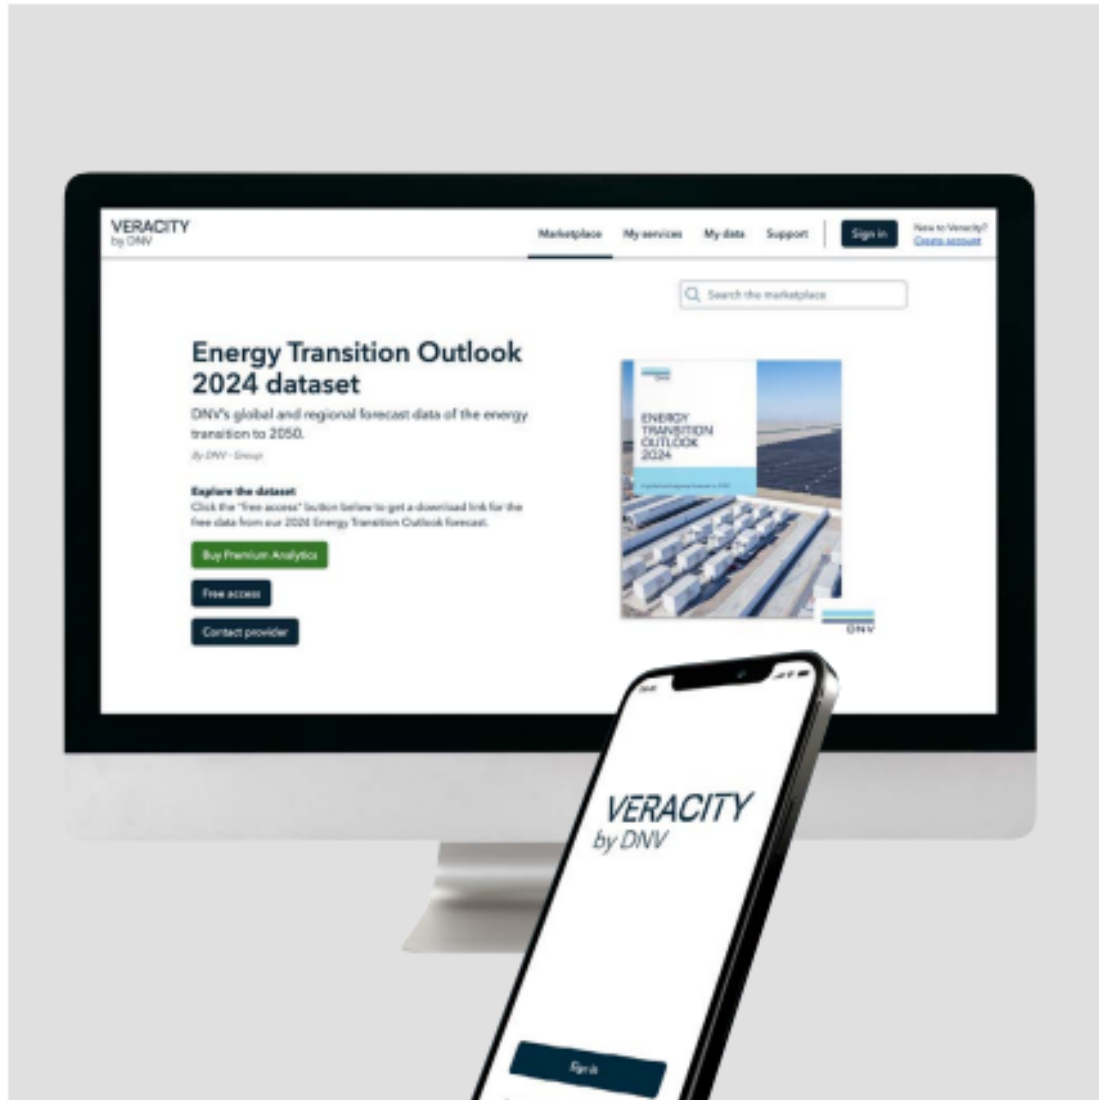 VERACITY
by DNV
Marketplace My services My data Support Sign in New to Veracity?
Create account
Search the marketplace
Energy Transition Outlook
2024 dataset
DNV's global and regional forecast data of the energy
transition to 2050.
By DNV - Group
Explore the dataset
Click the "free access" button below to get a download link for the
free data from our 2024 Energy Transition Outlook forecast.
Buy Premium Analytics
Free access
Contact provider
DNV
ENERGY
TRANSITION
OUTLOOK
2024
DNV
VERACITY
by DNV
Sign in